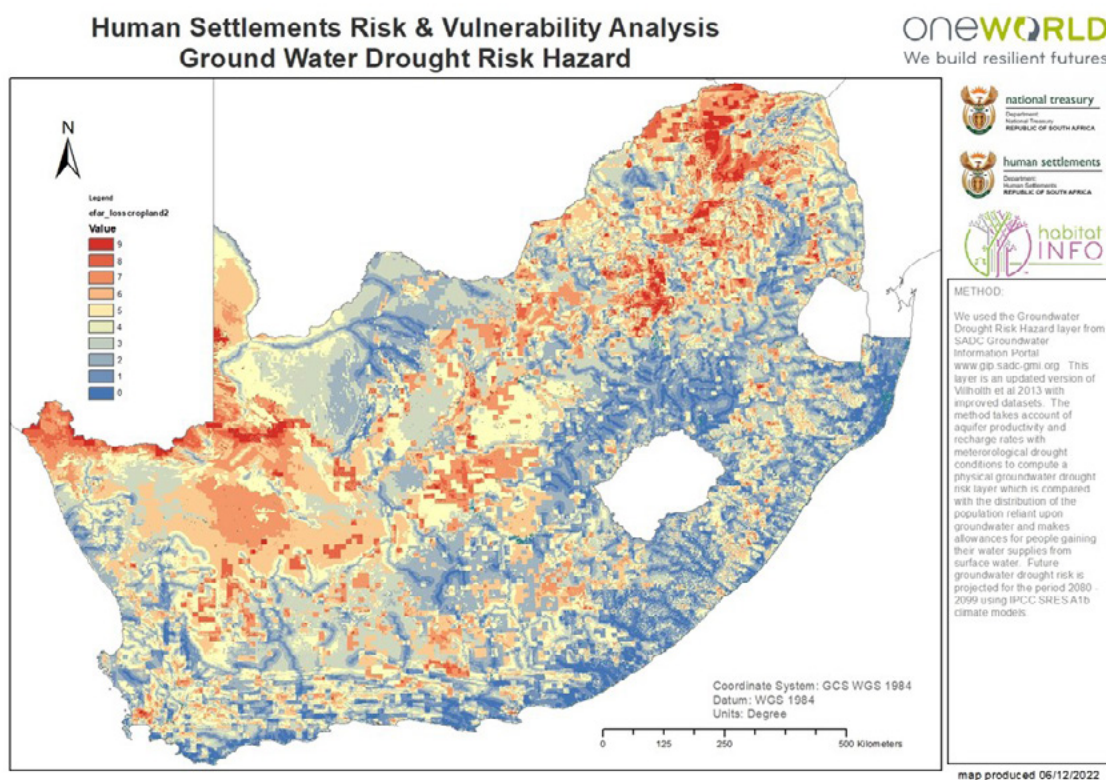 Human Settlements Risk & Vulnerability Analysis
Ground Water Drought Risk Hazard
oneWORLD
We build resilient futures
national treasury
Department:
National Treasury
REPUBLIC OF SOUTH AFRICA
human settlements
Department:
Human Settlements
REPUBLIC OF SOUTH AFRICA
habitat
INFO
N
Legend
efar_losscropland2
Value
9
8
7
6
5
4
3
2
1
0
METHOD:
We used the Groundwater
Drought Risk Hazard layer from
SADC Groundwater
Information Portal
www.gip.sadc-gmi.org This
layer is an updated version of
Villholth et al 2013 with
improved datasets. The
method takes account of
aquifer productivity and
recharge rates with
meterorological drought
conditions to compute a
physical groundwater drought
risk layer which is compared
with the distribution of the
population reliant upon
groundwater and makes
allowances for people gaining
their water supplies from
surface water. Future
groundwater drought risk is
projected for the period 2080 -
2099 using IPCC SRES A1b
climate models.
Coordinate System: GCS WGS 1984
Datum: WGS 1984
Units: Degree
0 125 250 500 Kilometers
map produced 06/12/2022